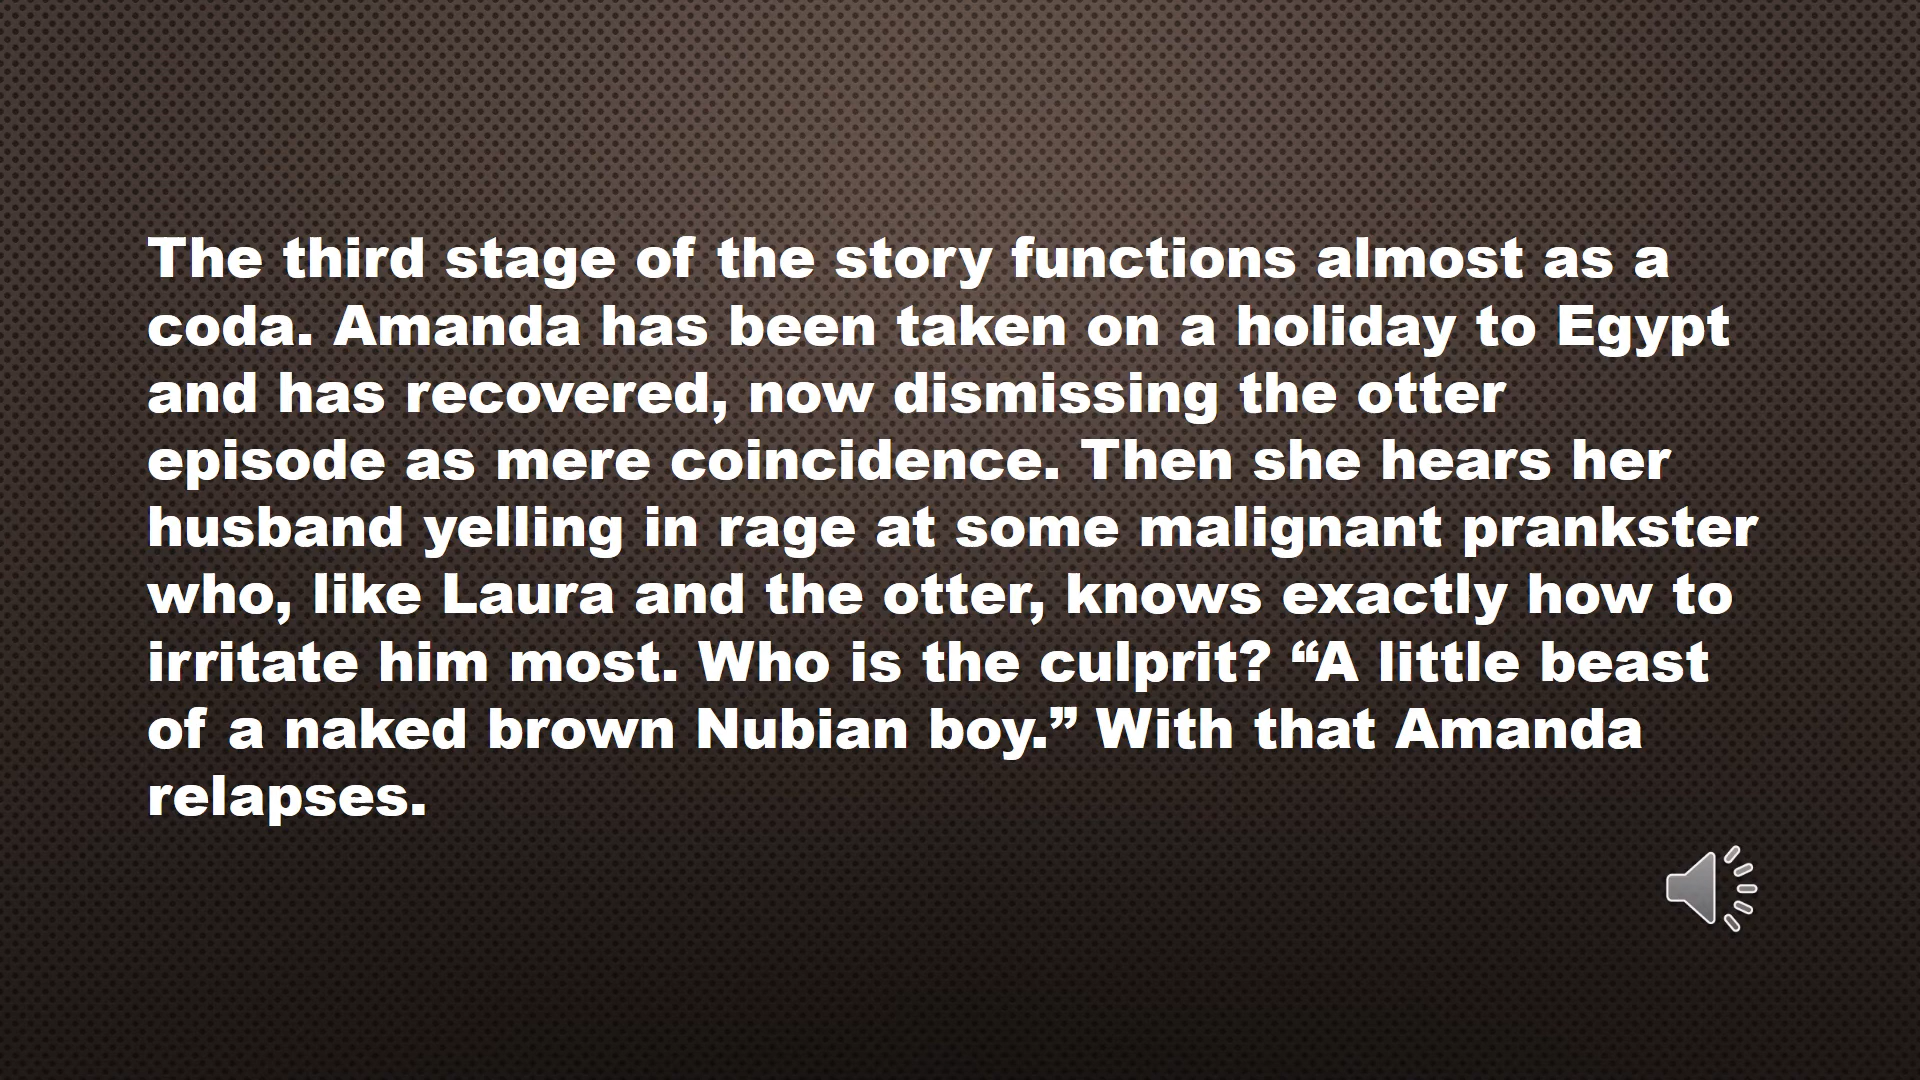 The third stage of the story functions almost as a
coda. Amanda has been taken on a holiday to Egypt
and has recovered, now dismissing the otter
episode as mere coincidence. Then she hears her
husband yelling in rage at some malignant prankster
who, like Laura and the otter, knows exactly how to
irritate him most. Who is the culprit? “A little beast
of a naked brown Nubian boy.” With that Amanda
relapses.